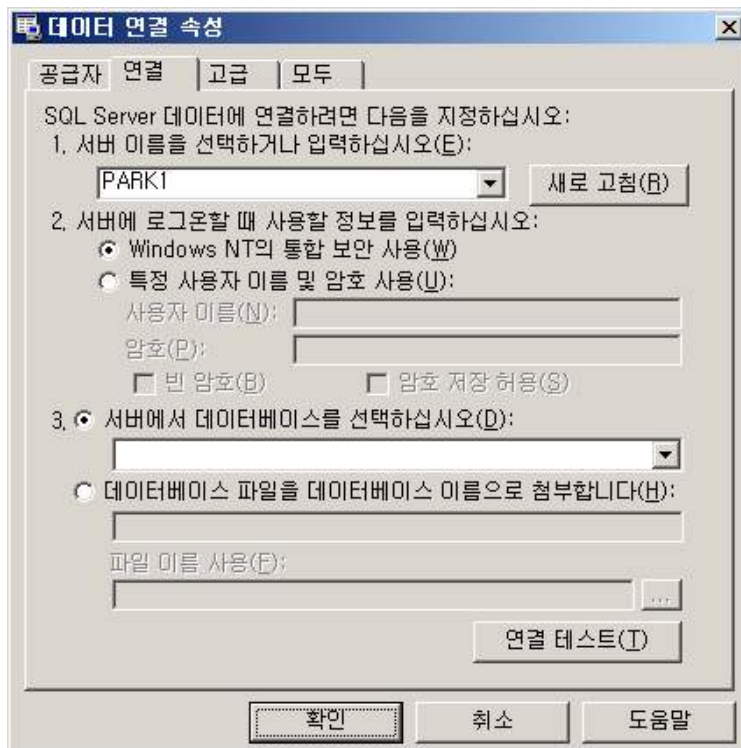 데이터 연결 속성
공급자 연결 고급 모두
SQL Server 데이터에 연결하려면 다음을 지정하십시오:
1. 서버 이름을 선택하거나 입력하십시오(E):
PARK1 새로 고침(R)
2. 서버에 로그온할 때 사용할 정보를 입력하십시오:
Windows NT의 통합 보안 사용(W)
특정 사용자 이름 및 암호 사용(U):
사용자 이름(N):
암호(P):
빈 암호(B) 암호 저장 허용(S)
3. 서버에서 데이터베이스를 선택하십시오(D):
데이터베이스 파일을 데이터베이스 이름으로 첨부합니다(H):
파일 이름 사용(F):
...
연결 테스트(T)
확인 취소 도움말